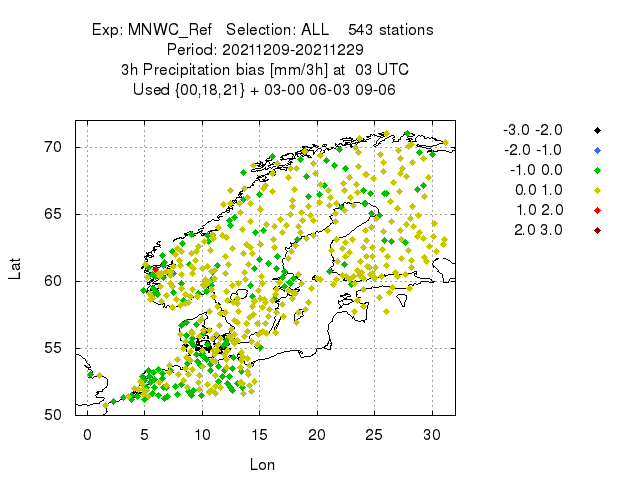 Exp: MNWC_Ref   Selection: ALL    543 stations
Period: 20211209-20211229
3h Precipitation bias [mm/3h] at  03 UTC
Used {00,18,21} + 03-00 06-03 09-06
-3.0 -2.0
-2.0 -1.0
-1.0 0.0
0.0 1.0
1.0 2.0
2.0 3.0
70
65
60
55
50
Lat
0 5 10 15 20 25 30
Lon